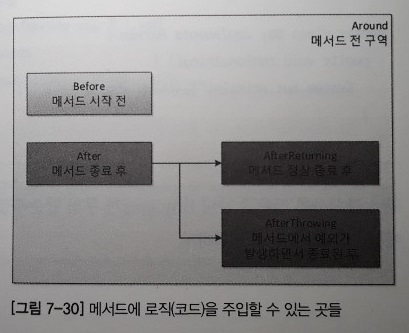 Around
메서드 전 구역
Before
메서드 시작 전
After
메서드 종료 후
AfterReturning
메서드 정상 종료 후
AfterThrowing
메서드에서 예외가
발생하면서 종료된 후
[그림 7-30] 메서드에 로직(코드)을 주입할 수 있는 곳들